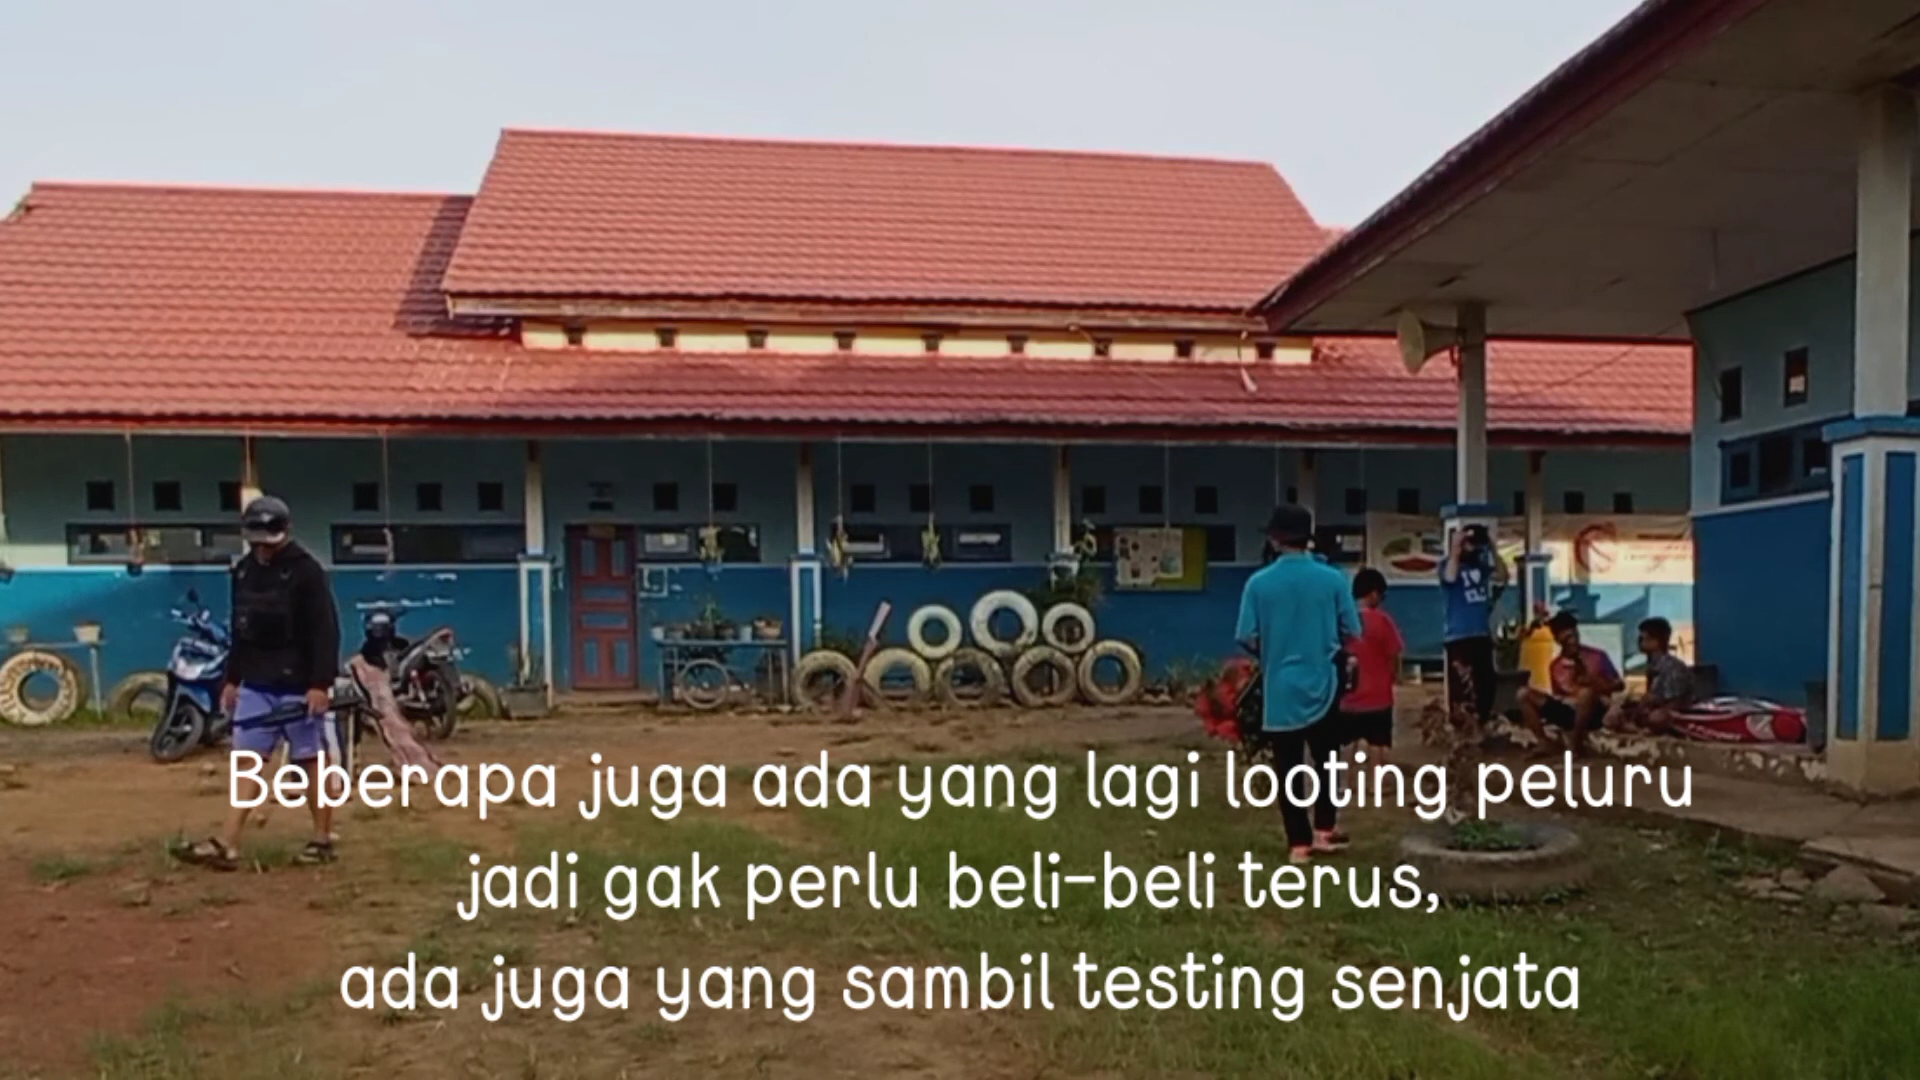 Beberapa juga ada yang lagi looting peluru
jadi gak perlu beli-beli terus,
ada juga yang sambil testing senjata